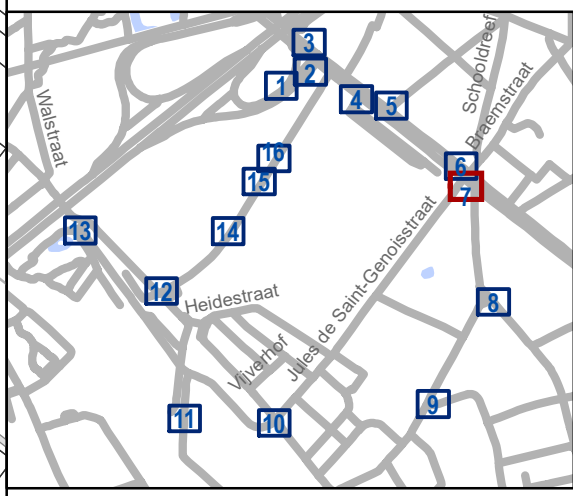 3
2
1
4
5
Schooldreef
Braemstraat
Walstraat
16
15
6
7
14
13
12
Heidestraat
Jules de Saint-Genoisstraat
8
Vijverhof
9
11
10